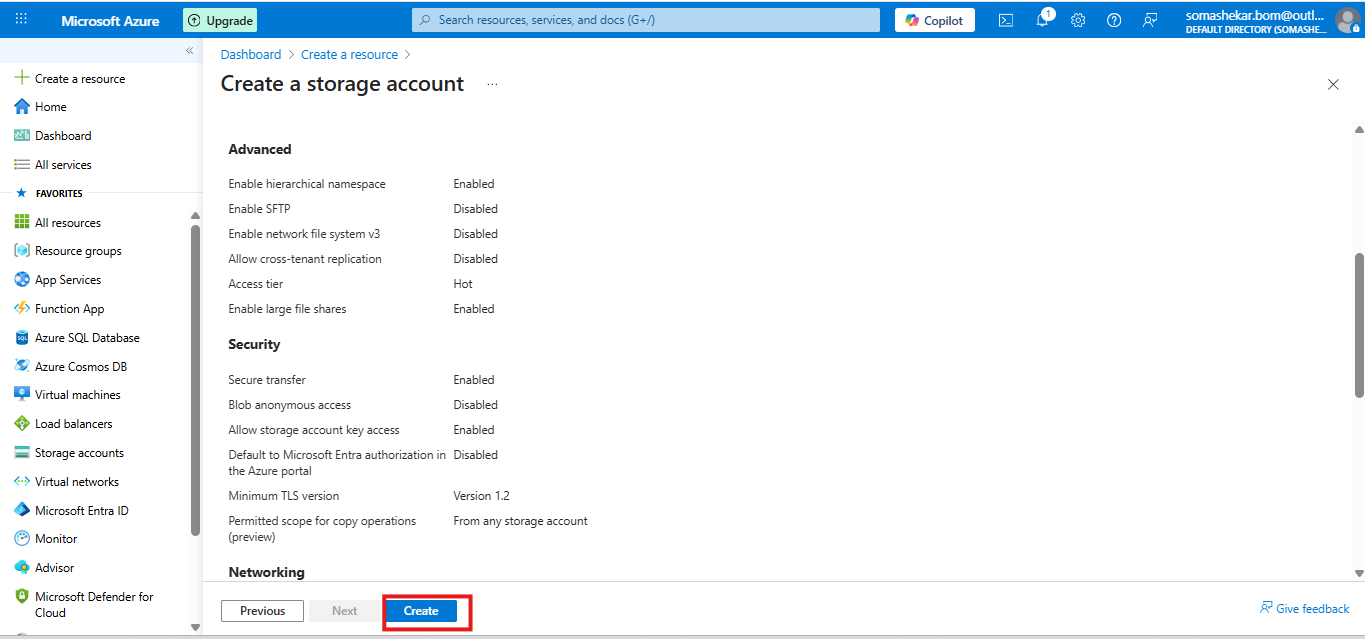 Microsoft Azure
Upgrade
Search resources, services, and docs (G+/)
Copilot
1
somashekar.bom@outl...
DEFAULT DIRECTORY (SOMASHE...
«
Create a resource
Home
Dashboard
All services
FAVORITES
All resources
Resource groups
App Services
Function App
SQL
Azure SQL Database
Azure Cosmos DB
Virtual machines
Load balancers
Storage accounts
Virtual networks
Microsoft Entra ID
Monitor
Advisor
Microsoft Defender for
Cloud
Dashboard > Create a resource >
Create a storage account ...
Advanced
Enable hierarchical namespace Enabled
Enable SFTP Disabled
Enable network file system v3 Disabled
Allow cross-tenant replication Disabled
Access tier Hot
Enable large file shares Enabled
Security
Secure transfer Enabled
Blob anonymous access Disabled
Allow storage account key access Enabled
Default to Microsoft Entra authorization in Disabled
the Azure portal
Minimum TLS version Version 1.2
Permitted scope for copy operations From any storage account
(preview)
Networking
Previous
Next
Create
Give feedback